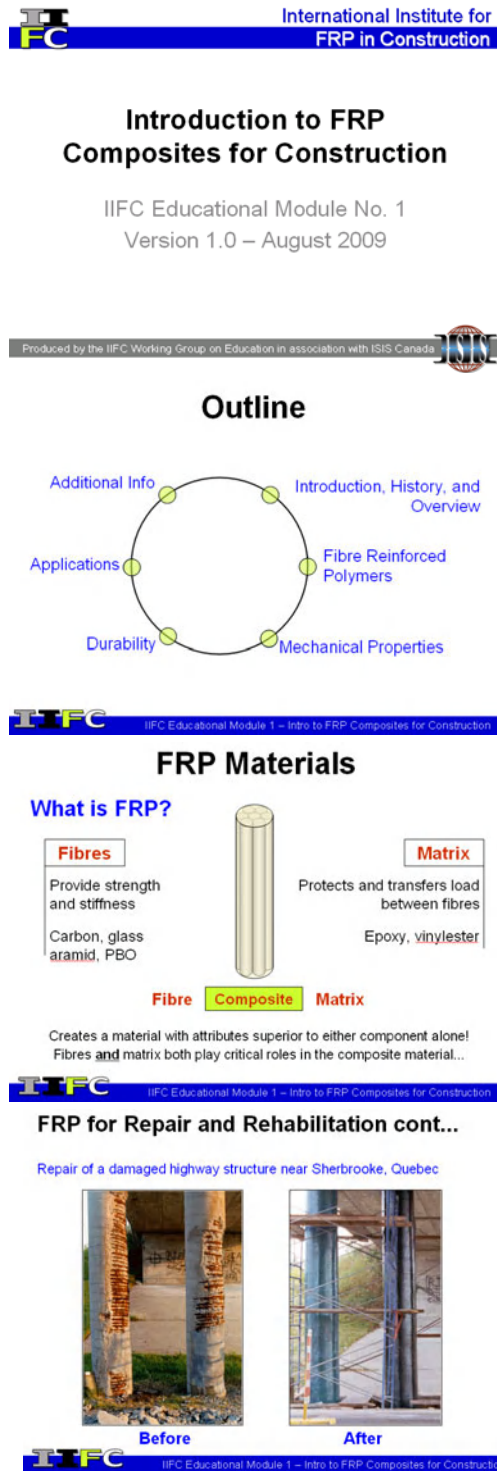 IIFC
International Institute for
FRP in Construction
Introduction to FRP
Composites for Construction
IIFC Educational Module No. 1
Version 1.0 – August 2009
Produced by the IIFC Working Group on Education in association with ISIS Canada
ISIS
Outline
Additional Info
Introduction, History, and
Overview
Applications
Fibre Reinforced
Polymers
Durability
Mechanical Properties
IIFC
IIFC Educational Module 1 – Intro to FRP Composites for Construction
FRP Materials
What is FRP?
Fibres
Provide strength
and stiffness
Carbon, glass
aramid, PBO
Matrix
Protects and transfers load
between fibres
Epoxy, vinylester
Fibre Composite Matrix
Creates a material with attributes superior to either component alone!
Fibres and matrix both play critical roles in the composite material...
IIFC
IIFC Educational Module 1 – Intro to FRP Composites for Construction
FRP for Repair and Rehabilitation cont...
Repair of a damaged highway structure near Sherbrooke, Quebec
Before
After
IIFC
IIFC Educational Module 1 – Intro to FRP Composites for Constructio